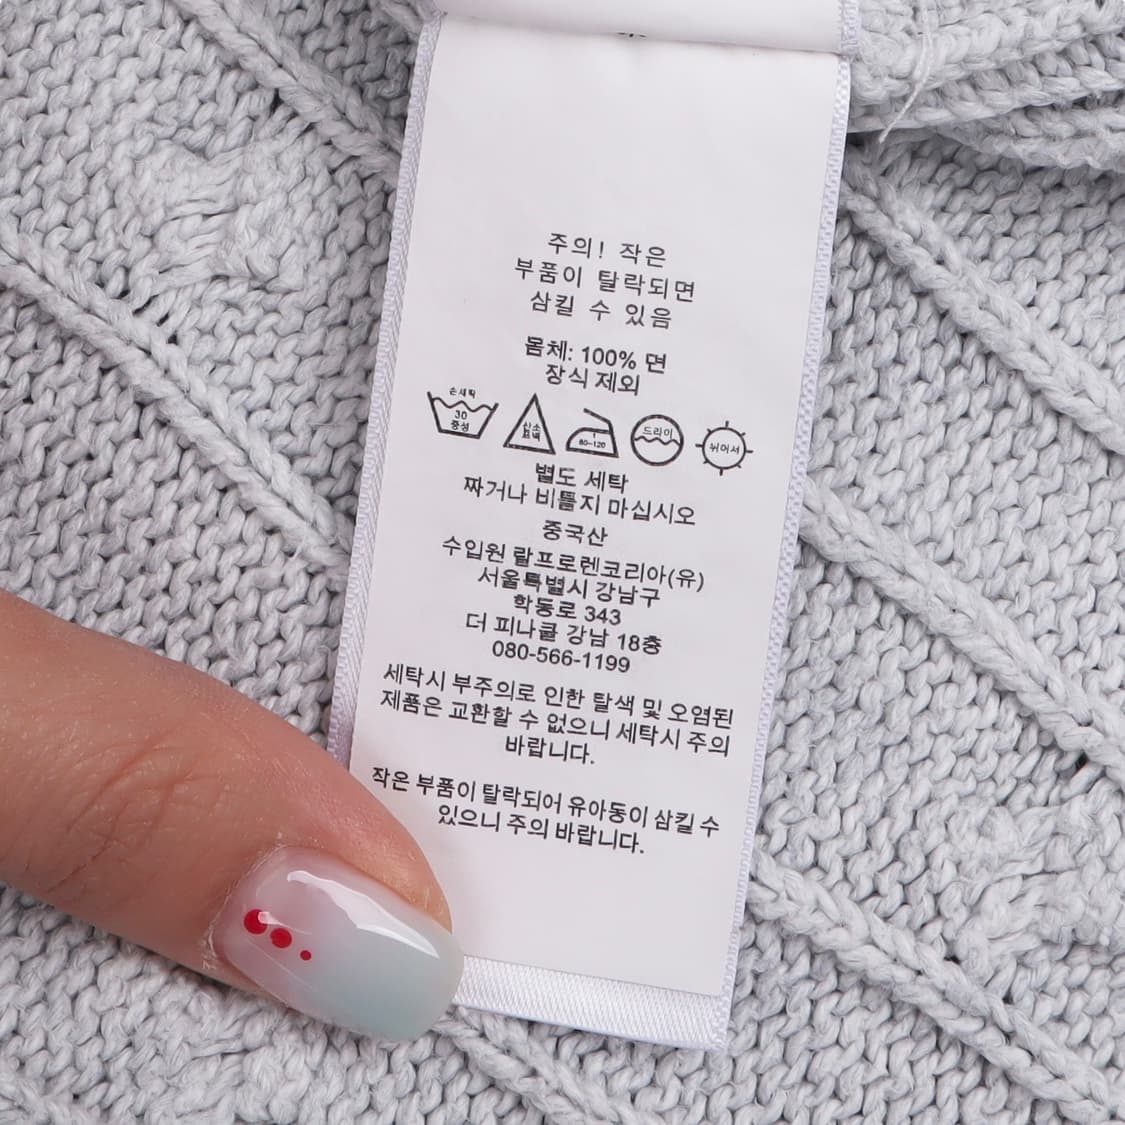 주의! 작은
부품이 탈락되면
삼킬 수 있음
몸체: 100% 면
장식 제외
손세탁
30
중성
산소
표백
80-120
드라이
뉘어서
별도 세탁
짜거나 비틀지 마십시오
중국산
수입원 랄프로렌코리아(유)
서울특별시 강남구
학동로 343
더 피나클 강남 18층
080-566-1199
세탁시 부주의로 인한 탈색 및 오염된
제품은 교환할 수 없으니 세탁시 주의
바랍니다.
작은 부품이 탈락되어 유아동이 삼킬 수
있으니 주의 바랍니다.